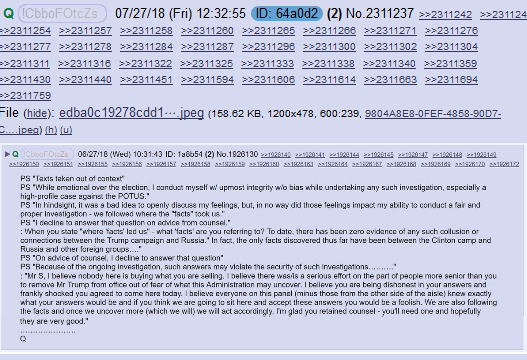 Q !CbboFOtcZs 07/27/18 (Fri) 12:32:55 ID: 64a0d2 (2) No.2311237 >>2311242 >>231124
>>2311254 >>2311257 >>2311258 >>2311260 >>2311265 >>2311266 >>2311271 >>2311276
>>2311277 >>2311278 >>2311284 >>2311287 >>2311296 >>2311300 >>2311302 >>2311304
>>2311311 >>2311316 >>2311322 >>2311325 >>2311333 >>2311338 >>2311340 >>2311359
>>2311430 >>2311440 >>2311451 >>2311594 >>2311606 >>2311614 >>2311663 >>2311694
>>2311759
File (hide): edba0c19278cdd1⋯.jpeg (158.62 KB, 1200x478, 600:239, 9804A8E8-0FEF-4858-90D7-
C….jpeg) (h) (u)
▶ Q !CbboFOtcZs 06/27/18 (Wed) 10:31:43 ID: 1a8b54 (2) No.1926130 >>1926140 >>1926141 >>1926144 >>1926145 >>1926147 >>1926148 >>1926149
>>1926150 >>1926151 >>1926155 >>1926170 >>1926172
PS "Texts taken out of context"
PS "While emotional over the election, I conduct myself w/ upmost integrity w/o bias while undertaking any such investigation, especially a
high-profile case against the POTUS."
PS "In hindsight, it was a bad idea to openly discuss my feelings, but, in no way did those feelings impact my ability to conduct a fair and
proper investigation - we followed where the "facts" took us."
PS "I decline to answer that question on advice from counsel."
: When you state "where 'facts' led us" - what 'facts' are you referring to? To date, there has been zero evidence of any such collusion or
connections between the Trump campaign and Russia." In fact, the only facts discovered thus far have been between the Clinton camp and
Russia and other foreign groups...."
PS "On advice of counsel, I decline to answer that question"
PS "Because of the ongoing investigation, such answers may violate the security of such investigations.........."
: "Mr S, I believe nobody here is buying what you are selling. I believe there was/is a serious effort on the part of people more senior than you
to remove Mr Trump from office out of fear of what this Administration may uncover. I believe you are being dishonest in your answers and
frankly shocked you agreed to come here today. I believe everyone on this panel (minus those from the other side of the aisle) knew exactly
what your answers would be and if you think we are going to sit here and accept these answers you would be a foolish. We are also following
the facts and once we uncover more (which we will) we will act accordingly. I'm glad you retained counsel - you'll need one and hopefully
they are very good."
......................
Q